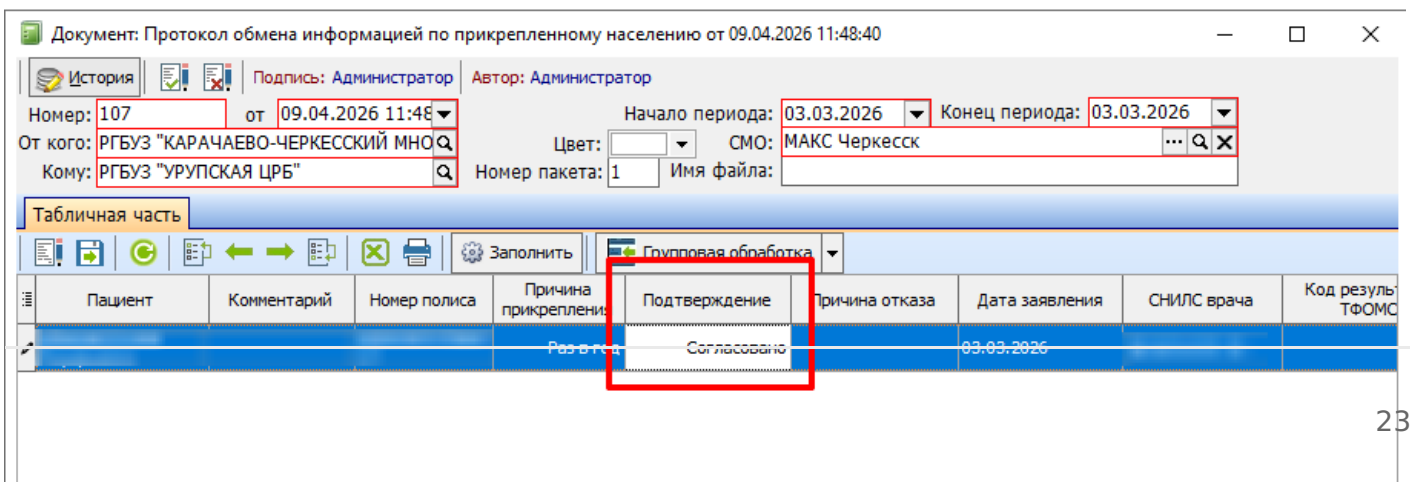 Документ: Протокол обмена информацией по прикрепленному населению от 09.04.2026 11:48:40
История Подпись: Администратор Автор: Администратор
Номер: 107 от 09.04.2026 11:48 Начало периода: 03.03.2026 Конец периода: 03.03.2026
От кого: РГБУЗ "КАРАЧАЕВО-ЧЕРКЕССКИЙ МНО Цвет: СМО: МАКС Черкесск
Кому: РГБУЗ "УРУПСКАЯ ЦРБ" Номер пакета: 1 Имя файла:
Табличная часть
Заполнить Групповая обработка
Пациент Комментарий Номер полиса Причина прикрепления Подтверждение Причина отказа Дата заявления СНИЛС врача Код резуль ТФОМС
Раз в год Согласовано 03.03.2026
23